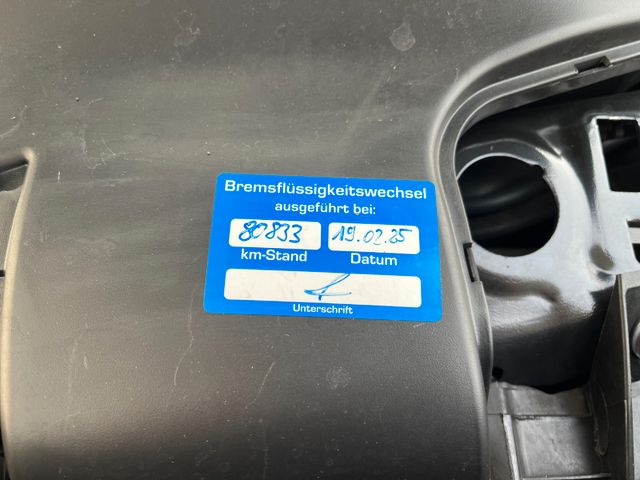 Bremsflüssigkeitswechsel
ausgeführt bei:
80833 19.02.25
km-Stand Datum
Unterschrift